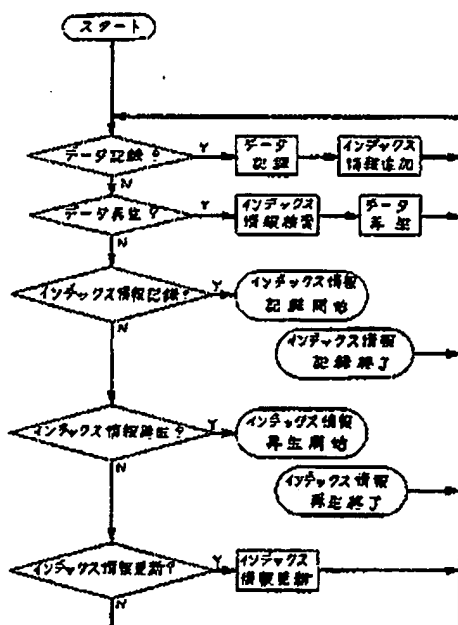 スタート
データ記録？
Y
データ
記録
インデックス
情報追加
N
データ再生？
Y
インデックス
情報検索
データ
再生
N
インデックス情報記録？
Y
インデックス情報
記録開始
N
インデックス情報
記録終了
インデックス情報再生？
Y
インデックス情報
再生開始
N
インデックス情報
再生終了
インデックス情報更新？
Y
インデックス
情報更新
N